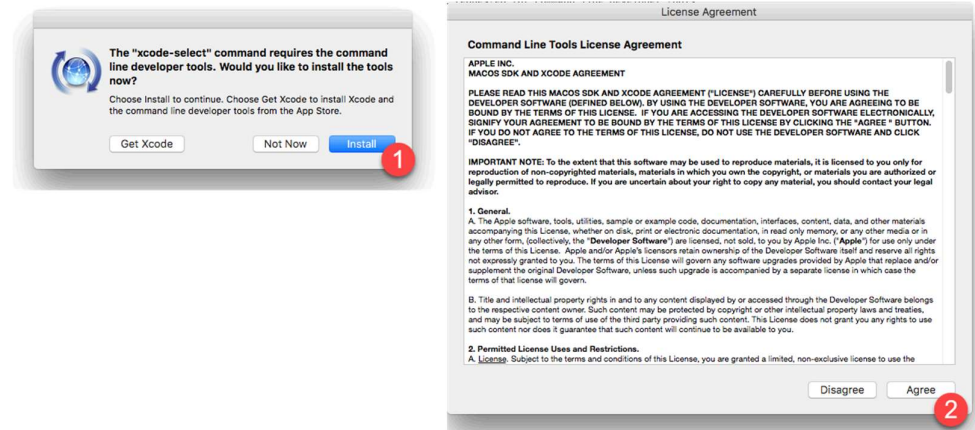 The "xcode-select" command requires the command
line developer tools. Would you like to install the tools
now?
Choose Install to continue. Choose Get Xcode to install Xcode and
the command line developer tools from the App Store.
Get Xcode
Not Now
Install
1
License Agreement
Command Line Tools License Agreement
APPLE INC.
MACOS SDK AND XCODE AGREEMENT
PLEASE READ THIS MACOS SDK AND XCODE AGREEMENT ("LICENSE") CAREFULLY BEFORE USING THE
DEVELOPER SOFTWARE (DEFINED BELOW). BY USING THE DEVELOPER SOFTWARE, YOU ARE AGREEING TO BE
BOUND BY THE TERMS OF THIS LICENSE. IF YOU ARE ACCESSING THE DEVELOPER SOFTWARE ELECTRONICALLY,
SIGNIFY YOUR AGREEMENT TO BE BOUND BY THE TERMS OF THIS LICENSE BY CLICKING THE "AGREE " BUTTON.
IF YOU DO NOT AGREE TO THE TERMS OF THIS LICENSE, DO NOT USE THE DEVELOPER SOFTWARE AND CLICK
"DISAGREE".
IMPORTANT NOTE: To the extent that this software may be used to reproduce materials, it is licensed to you only for
reproduction of non-copyrighted materials, materials in which you own the copyright, or materials you are authorized or
legally permitted to reproduce. If you are uncertain about your right to copy any material, you should contact your legal
advisor.
1. General.
A. The Apple software, tools, utilities, sample or example code, documentation, interfaces, content, data, and other materials
accompanying this License, whether on disk, print or electronic documentation, in read only memory, or any other media or in
any other form, (collectively, the "Developer Software") are licensed, not sold, to you by Apple Inc. ("Apple") for use only under
the terms of this License. Apple and/or Apple's licensors retain ownership of the Developer Software itself and reserve all rights
not expressly granted to you. The terms of this License will govern any software upgrades provided by Apple that replace and/or
supplement the original Developer Software, unless such upgrade is accompanied by a separate license in which case the
terms of that license will govern.
B. Title and intellectual property rights in and to any content displayed by or accessed through the Developer Software belongs
to the respective content owner. Such content may be protected by copyright or other intellectual property laws and treaties,
and may be subject to terms of use of the third party providing such content. This License does not grant you any rights to use
such content nor does it guarantee that such content will continue to be available to you.
2. Permitted License Uses and Restrictions.
A. License. Subject to the terms and conditions of this License, you are granted a limited, non-exclusive license to use the
Disagree
Agree
2